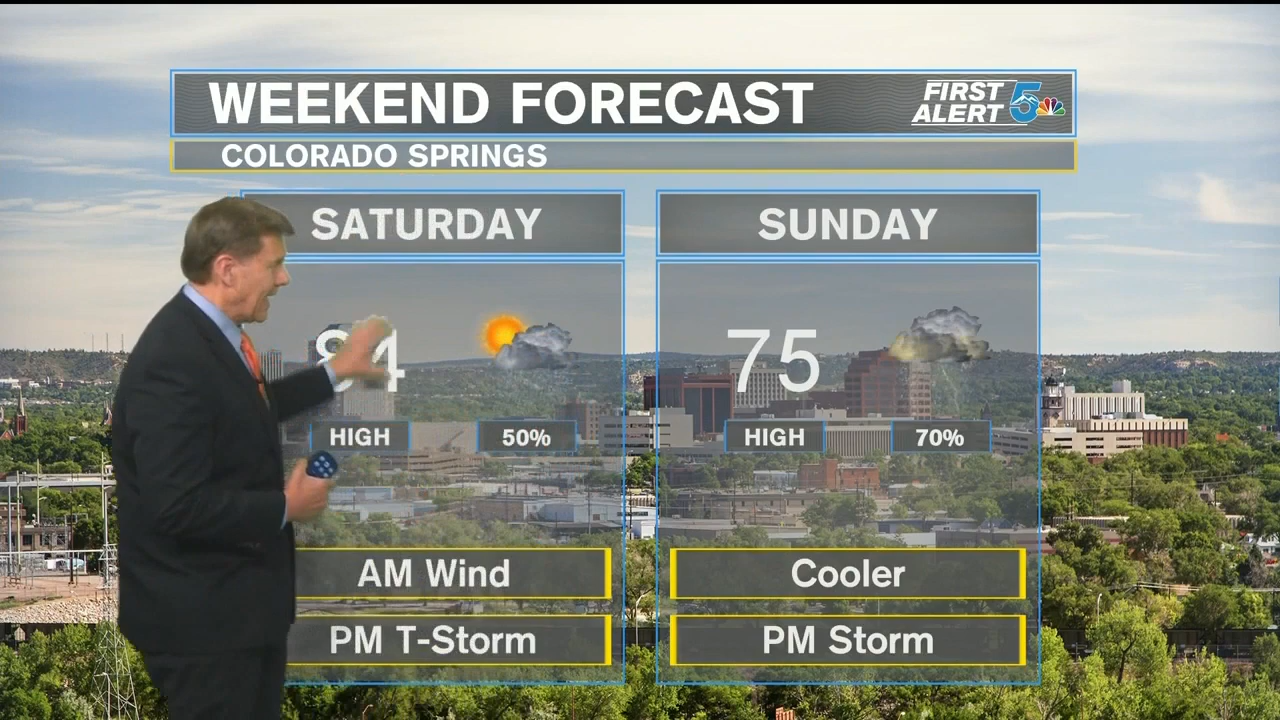 WEEKEND FORECAST
FIRST
ALERT 5
COLORADO SPRINGS
SATURDAY
84
HIGH
50%
AM Wind
PM T-Storm
SUNDAY
75
HIGH
70%
Cooler
PM Storm